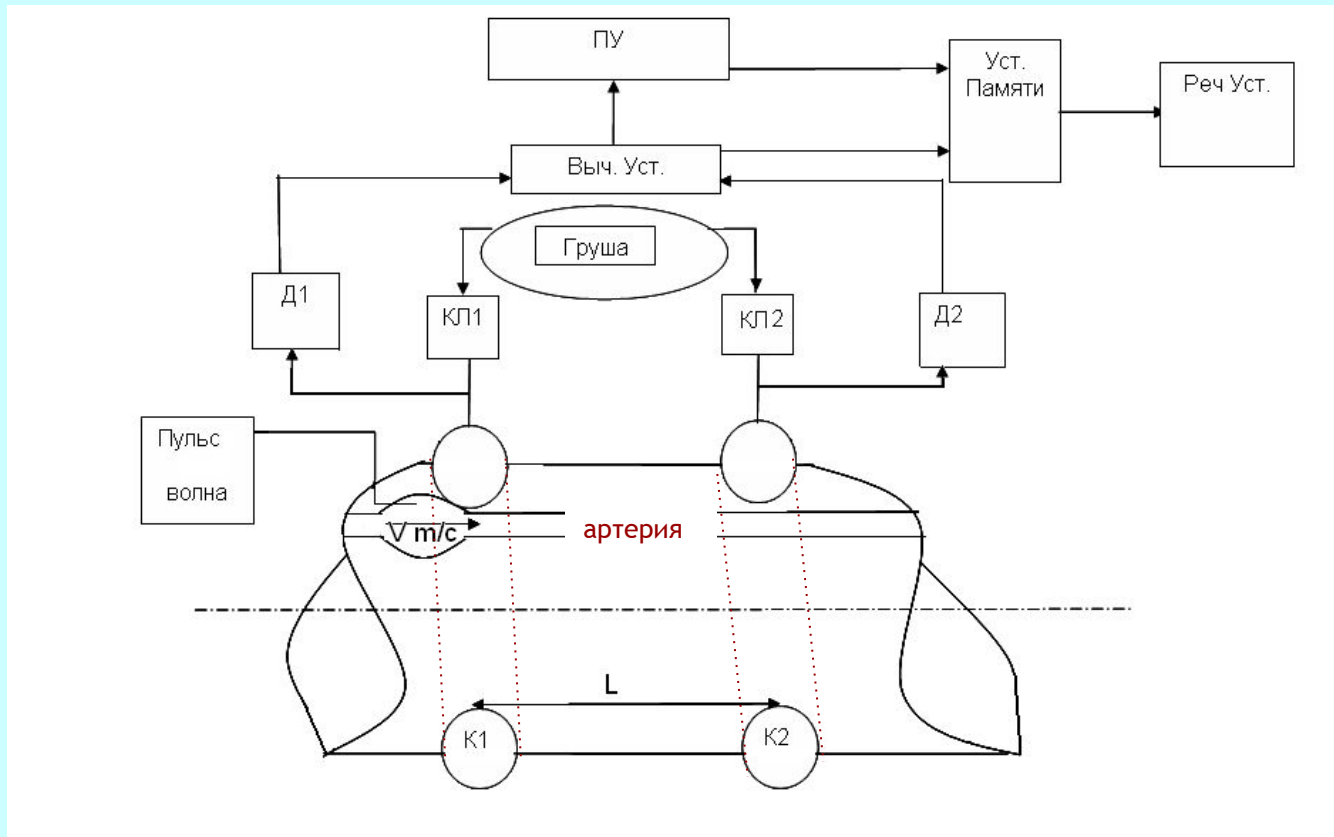 ПУ
Уст.
Памяти
Реч Уст.
Выч. Уст.
Груша
Д1
КЛ1
КЛ2
Д2
Пульс
волна
V m/c
артерия
L
К1
К2